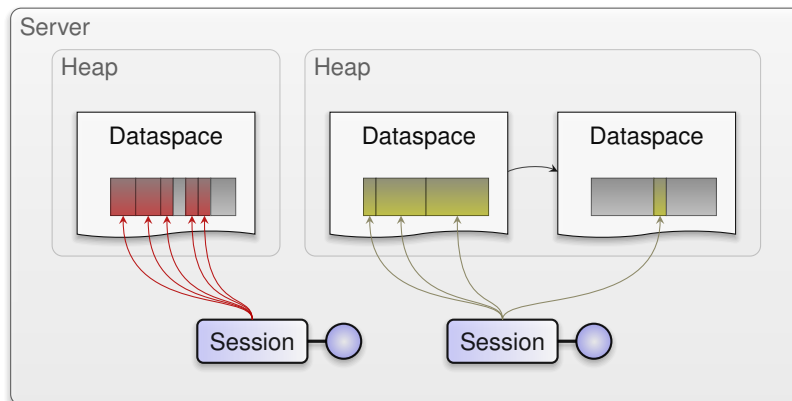 Server
Heap
Heap
Dataspace
Dataspace
Dataspace
Session
Session